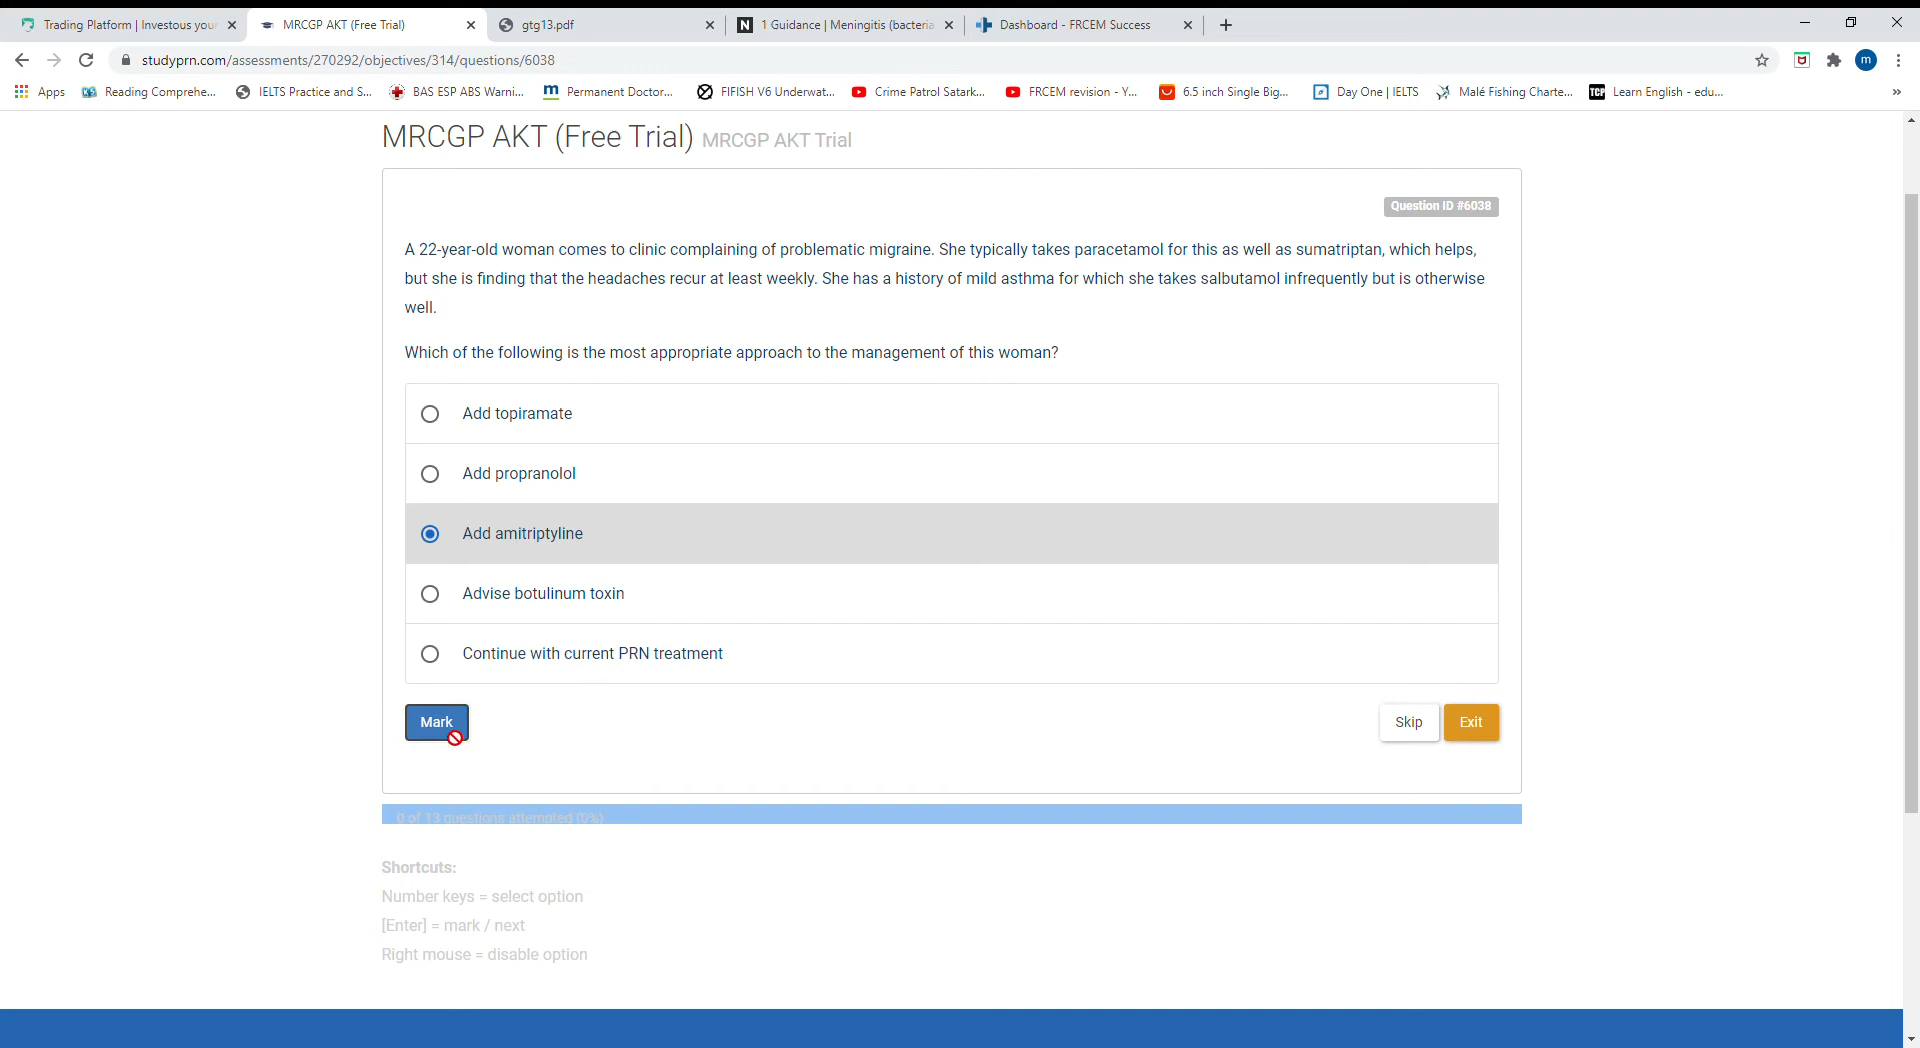 Trading Platform | Investous your
MRCGP AKT (Free Trial)
gtg13.pdf
1 Guidance | Meningitis (bacteria
Dashboard - FRCEM Success
studyprn.com/assessments/270292/objectives/314/questions/6038
m
Apps
Reading Comprehe...
IELTS Practice and S...
BAS ESP ABS Warni...
Permanent Doctor...
FIFISH V6 Underwat...
Crime Patrol Satark...
FRCEM revision - Y...
6.5 inch Single Big...
Day One | IELTS
Malé Fishing Charte...
TCP
Learn English - edu...
MRCGP AKT (Free Trial) MRCGP AKT Trial
Question ID #6038
A 22-year-old woman comes to clinic complaining of problematic migraine. She typically takes paracetamol for this as well as sumatriptan, which helps,
but she is finding that the headaches recur at least weekly. She has a history of mild asthma for which she takes salbutamol infrequently but is otherwise
well.
Which of the following is the most appropriate approach to the management of this woman?
Add topiramate
Add propranolol
Add amitriptyline
Advise botulinum toxin
Continue with current PRN treatment
Mark
Skip
Exit
0 of 13 questions attempted (0%)
Shortcuts:
Number keys = select option
[Enter] = mark / next
Right mouse = disable option